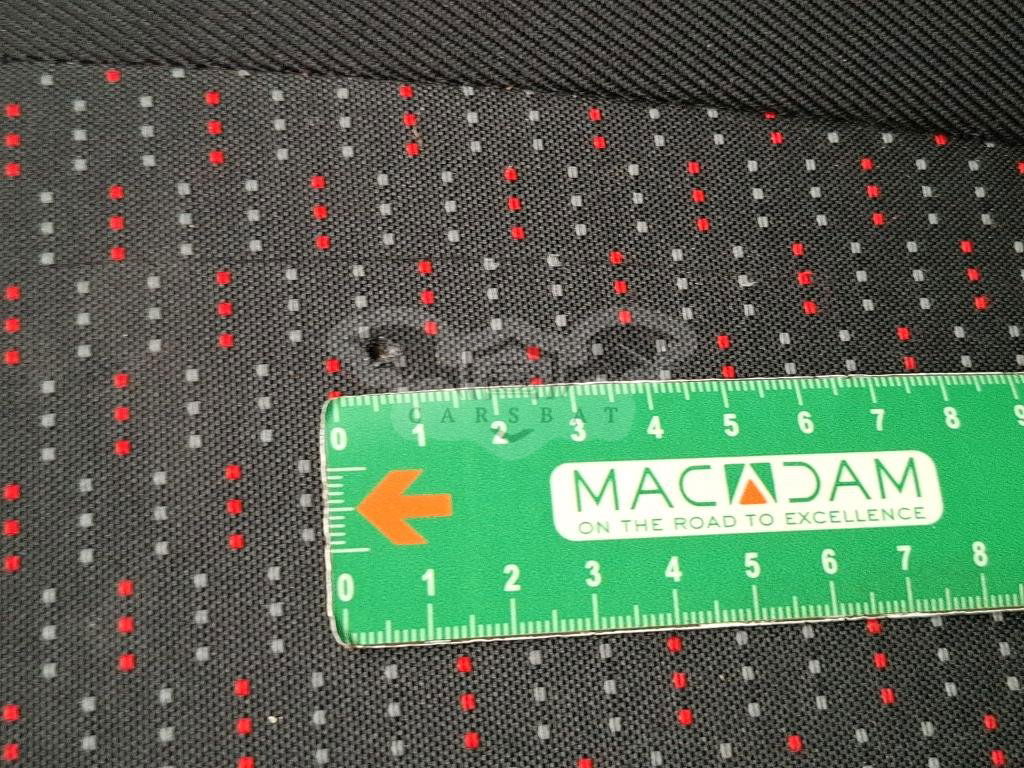 CARSBAT
0 1 2 3 4 5 6 7 8 9
MACADAM
ON THE ROAD TO EXCELLENCE
0 1 2 3 4 5 6 7 8